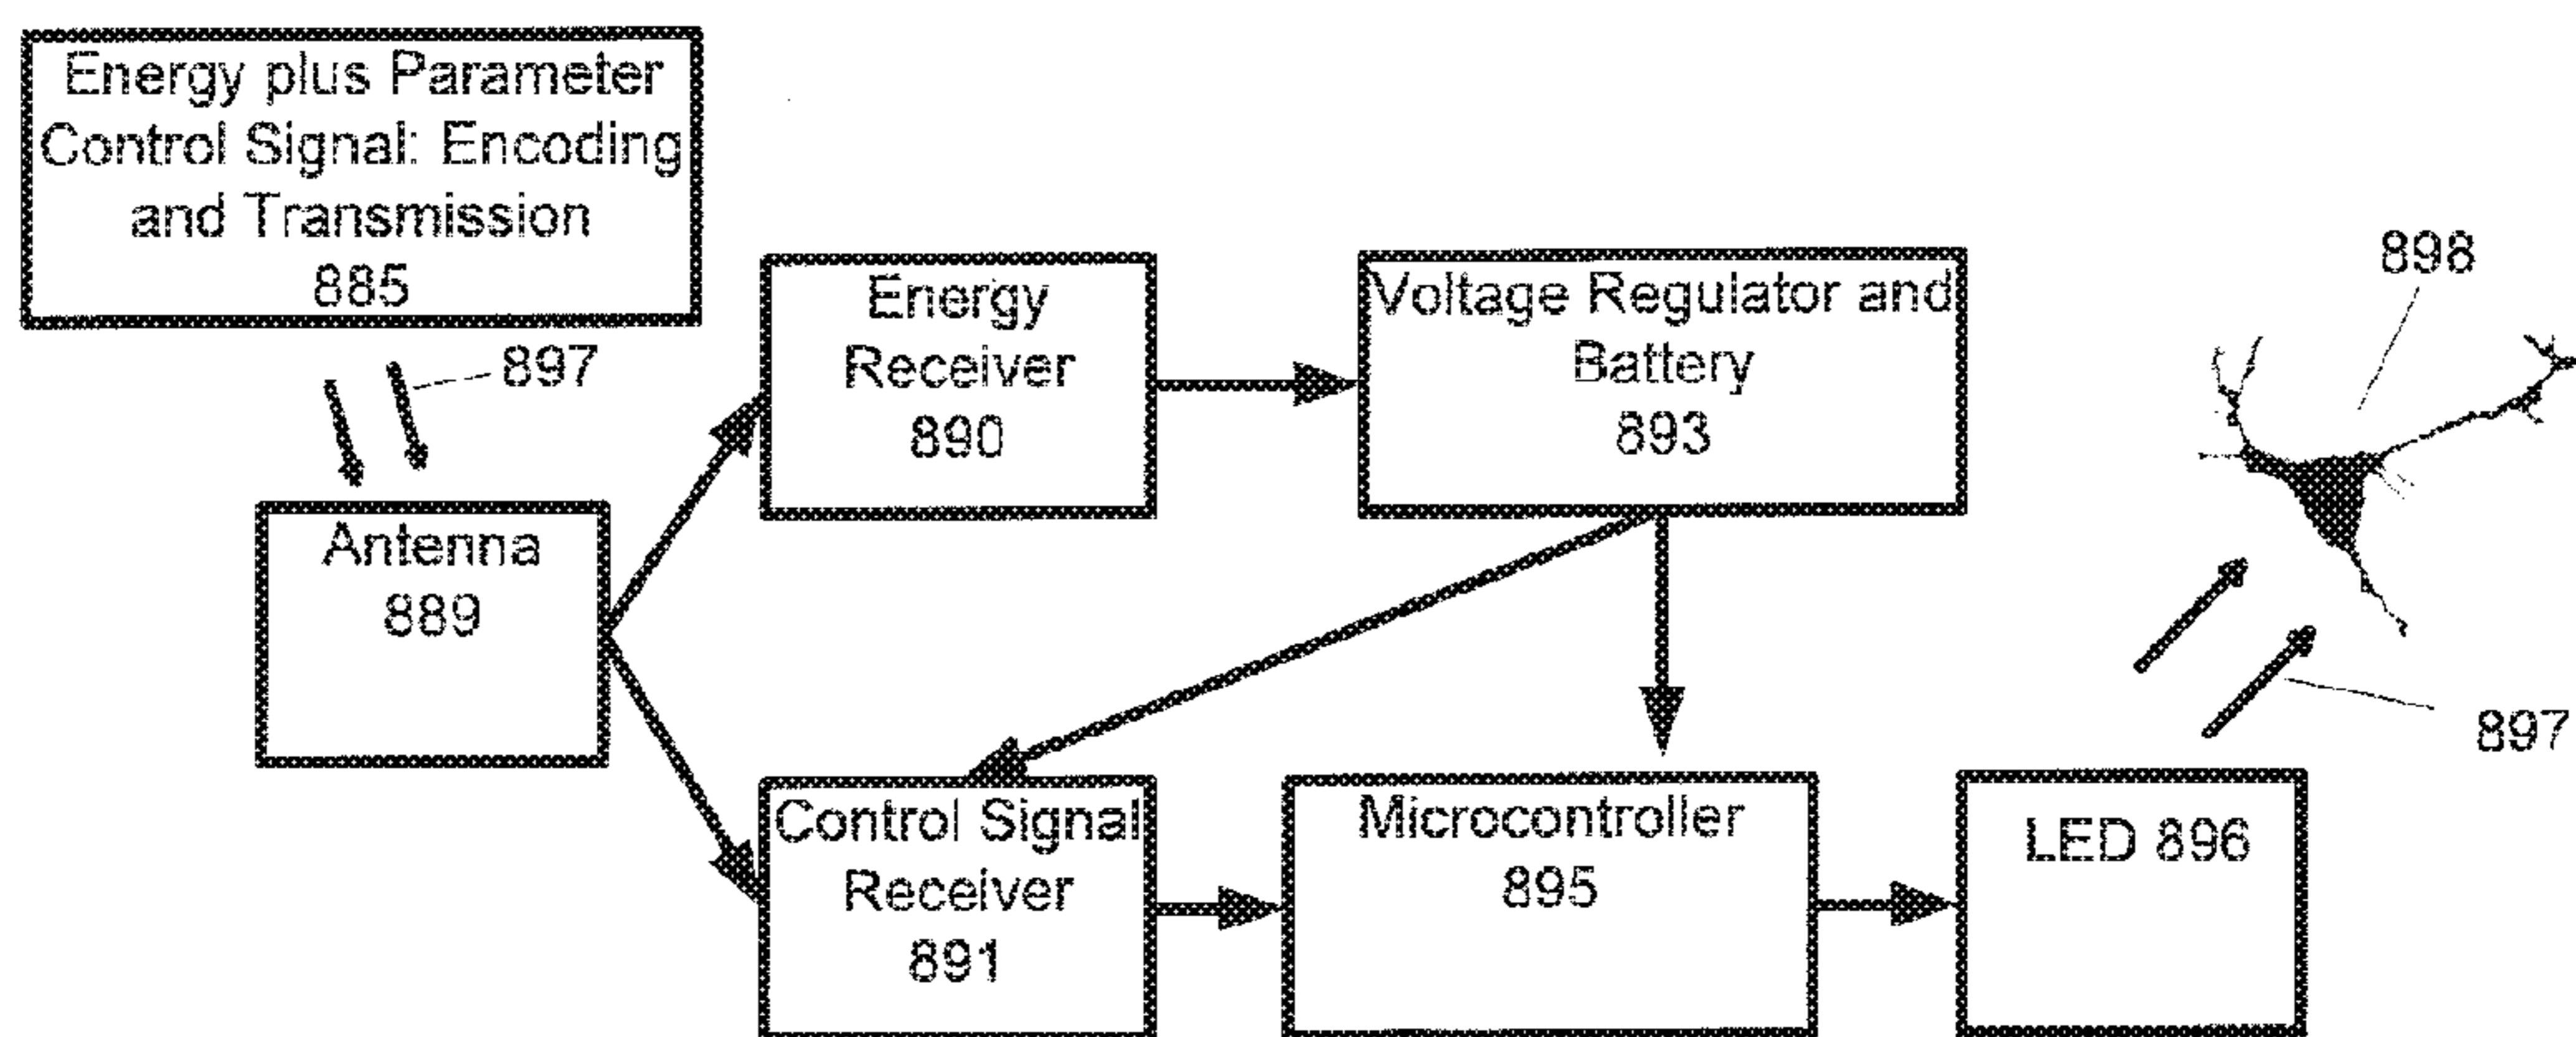 Energy plus Parameter
Control Signal: Encoding
and Transmission
885
897
Antenna
889
Energy
Receiver
890
Voltage Regulator and
Battery
893
898
Control Signal
Receiver
891
Microcontroller
895
LED 896
897